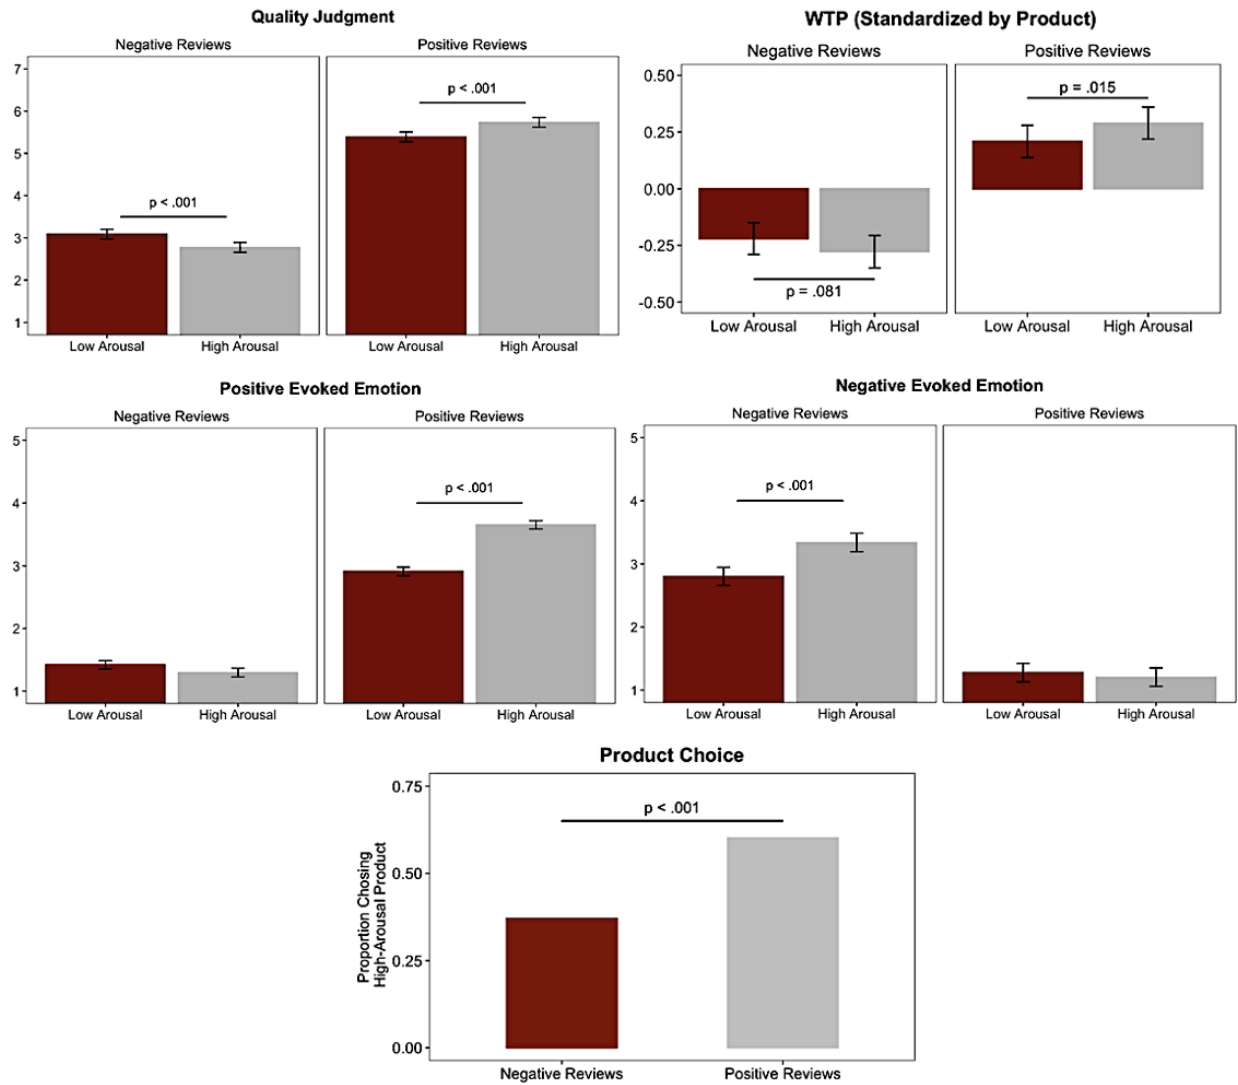 Quality Judgment
Negative Reviews
Positive Reviews
7
6
5
4
3
2
1
p < .001
p < .001
Low Arousal
High Arousal
Low Arousal
High Arousal
WTP (Standardized by Product)
Negative Reviews
Positive Reviews
0.50
0.25
0.00
-0.25
-0.50
p = .081
p = .015
Low Arousal
High Arousal
Low Arousal
High Arousal
Positive Evoked Emotion
Negative Reviews
Positive Reviews
5
4
3
2
1
p < .001
Low Arousal
High Arousal
Low Arousal
High Arousal
Negative Evoked Emotion
Negative Reviews
Positive Reviews
5
4
3
2
1
p < .001
Low Arousal
High Arousal
Low Arousal
High Arousal
Product Choice
Proportion Chosing
High-Arousal Product
0.75
0.50
0.25
0.00
p < .001
Negative Reviews
Positive Reviews